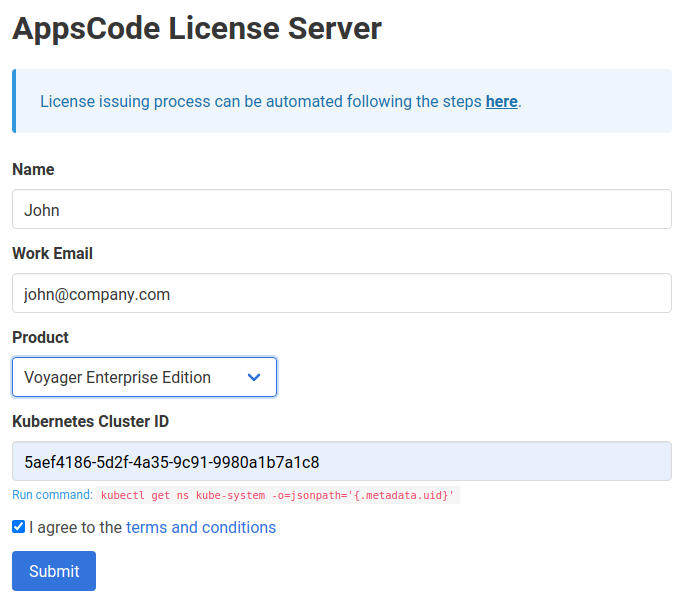 AppsCode License Server
License issuing process can be automated following the steps here.
Name
John
Work Email
john@company.com
Product
Voyager Enterprise Edition
Kubernetes Cluster ID
5aef4186-5d2f-4a35-9c91-9980a1b7a1c8
Run command: kubectl get ns kube-system -o=jsonpath='{.metadata.uid}'
I agree to the terms and conditions
Submit